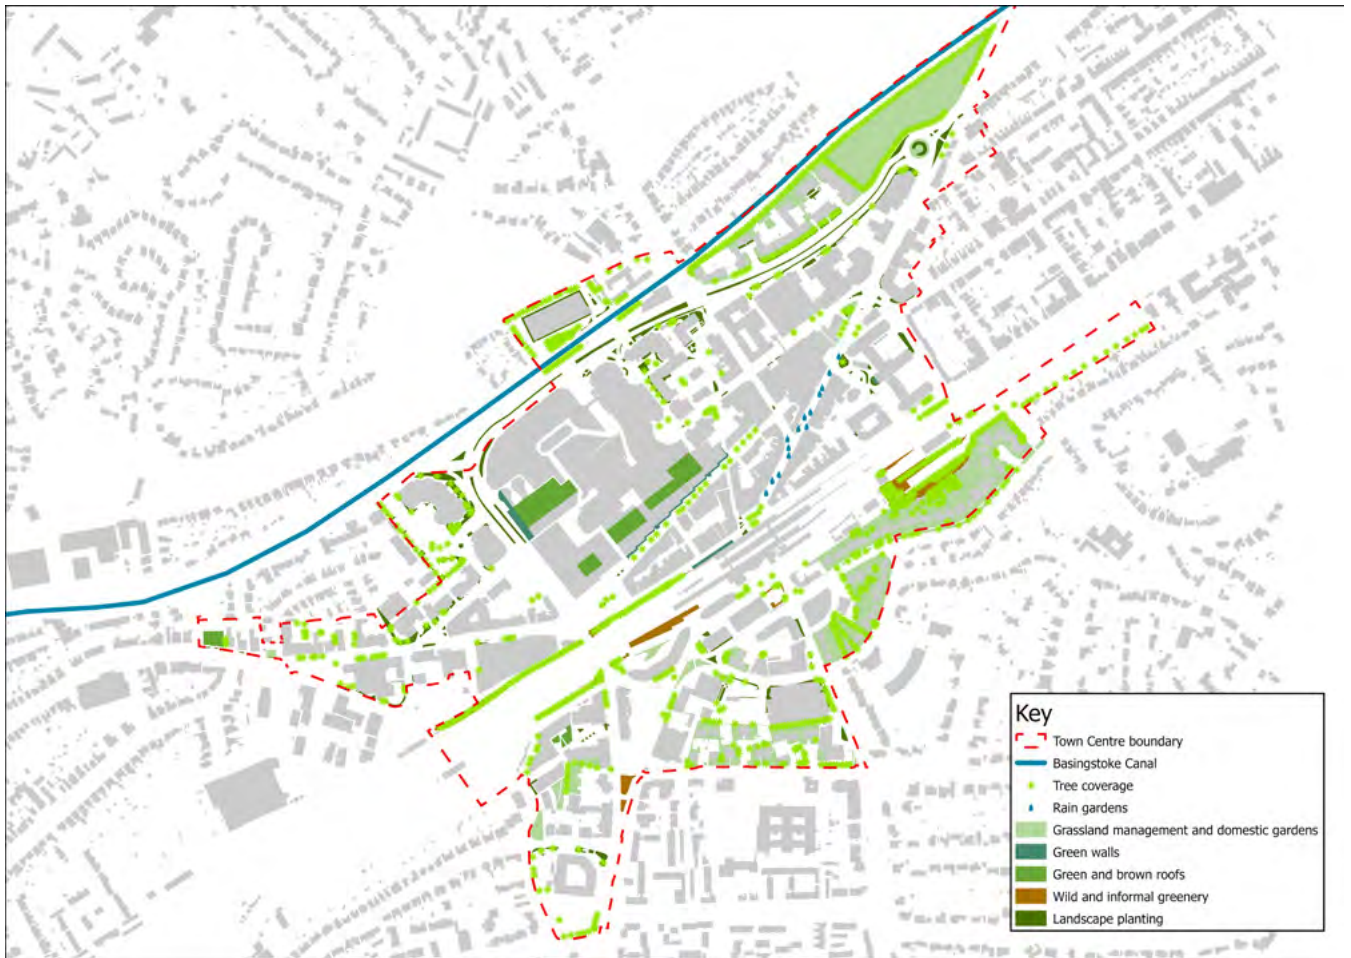 Key
Town Centre boundary
Basingstoke Canal
Tree coverage
Rain gardens
Grassland management and domestic gardens
Green walls
Green and brown roofs
Wild and informal greenery
Landscape planting